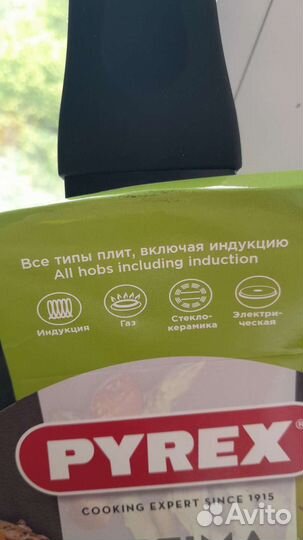 Все типы плит, включая индукцию
All hobs including induction
Индукция
Газ
Стекло-
керамика
Электри-
ческая
PYREX®
COOKING EXPERT SINCE 1915
Avito